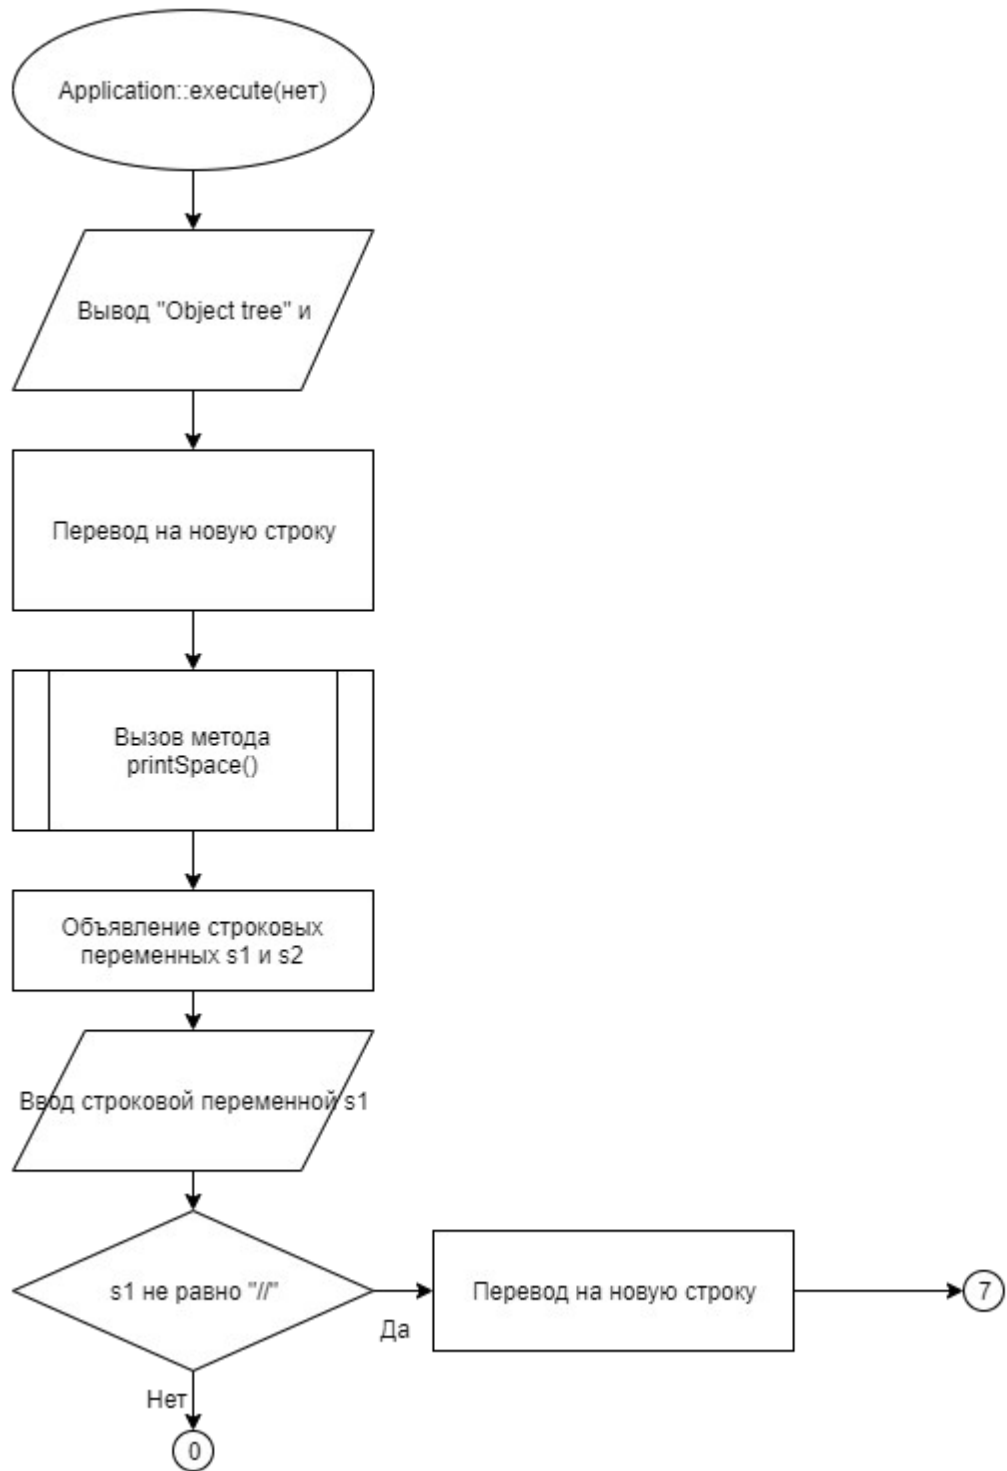 Application::execute(нет)
Вывод "Object tree" и
Перевод на новую строку
Вызов метода
printSpace()
Объявление строковых
переменных s1 и s2
Ввод строковой переменной s1
s1 не равно "//"
Перевод на новую строку
7
Да
Нет
0